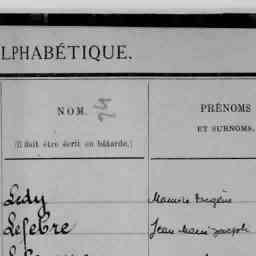 LPHABÉTIQUE.
NOM.
(Il doit être écrit en bâtarde.)
PRÉNOMS
ET SURNOMS.
Ledy Maurice Eugène
Lefebre Jean Marie Joseph